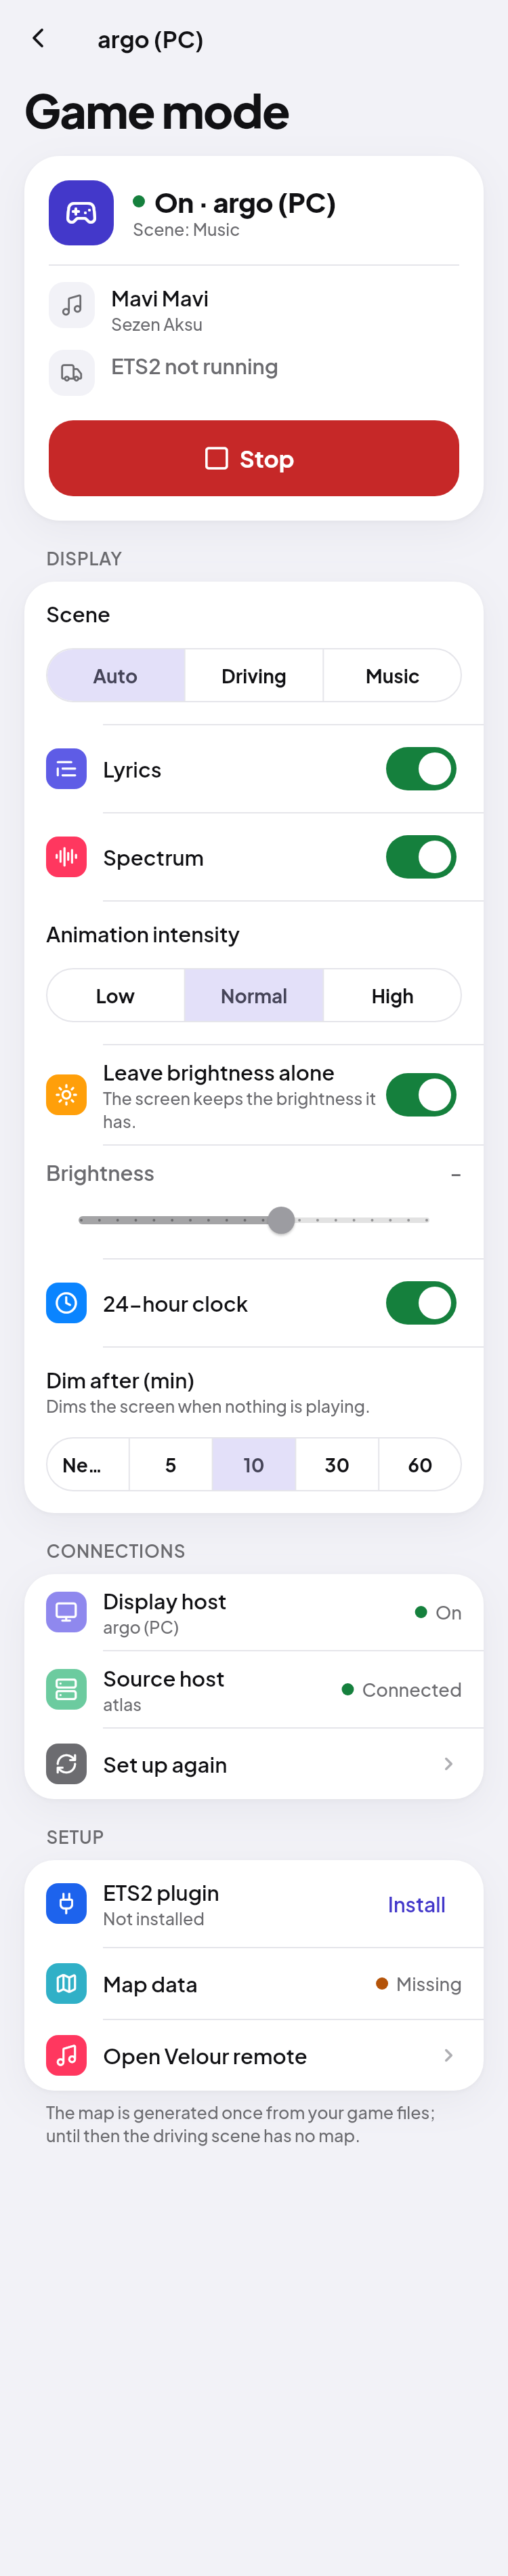 argo (PC)
Game mode
On · argo (PC)
Scene: Music
Mavi Mavi
Sezen Aksu
ETS2 not running
Stop
DISPLAY
Scene
Auto Driving Music
Lyrics
Spectrum
Animation intensity
Low Normal High
Leave brightness alone
The screen keeps the brightness it
has.
Brightness –
24-hour clock
Dim after (min)
Dims the screen when nothing is playing.
Ne... 5 10 30 60
CONNECTIONS
Display host
argo (PC)
On
Source host
atlas
Connected
Set up again
SETUP
ETS2 plugin
Not installed
Install
Map data Missing
Open Velour remote
The map is generated once from your game files;
until then the driving scene has no map.